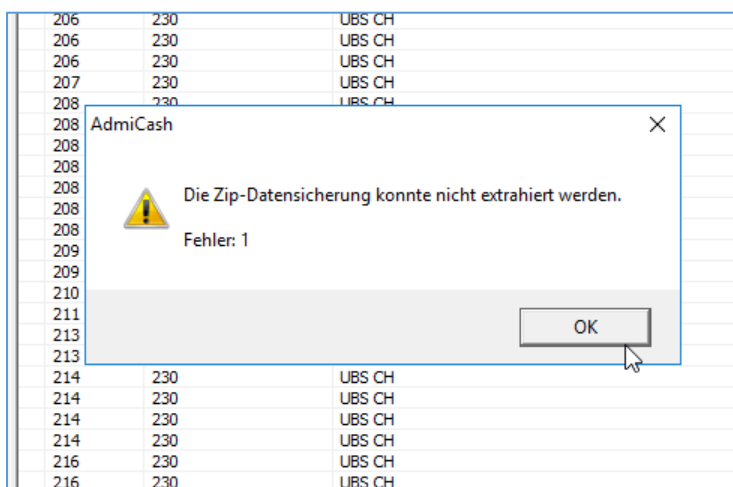 206 230 UBS CH
206 230 UBS CH
206 230 UBS CH
207 230 UBS CH
208 230 UBS CH
208
208
208
208
208
208
209
209
210
211
213
213
AdmiCash
Die Zip-Datensicherung konnte nicht extrahiert werden.
Fehler: 1
OK
214 230 UBS CH
214 230 UBS CH
214 230 UBS CH
214 230 UBS CH
216 230 UBS CH
216 230 UBS CH